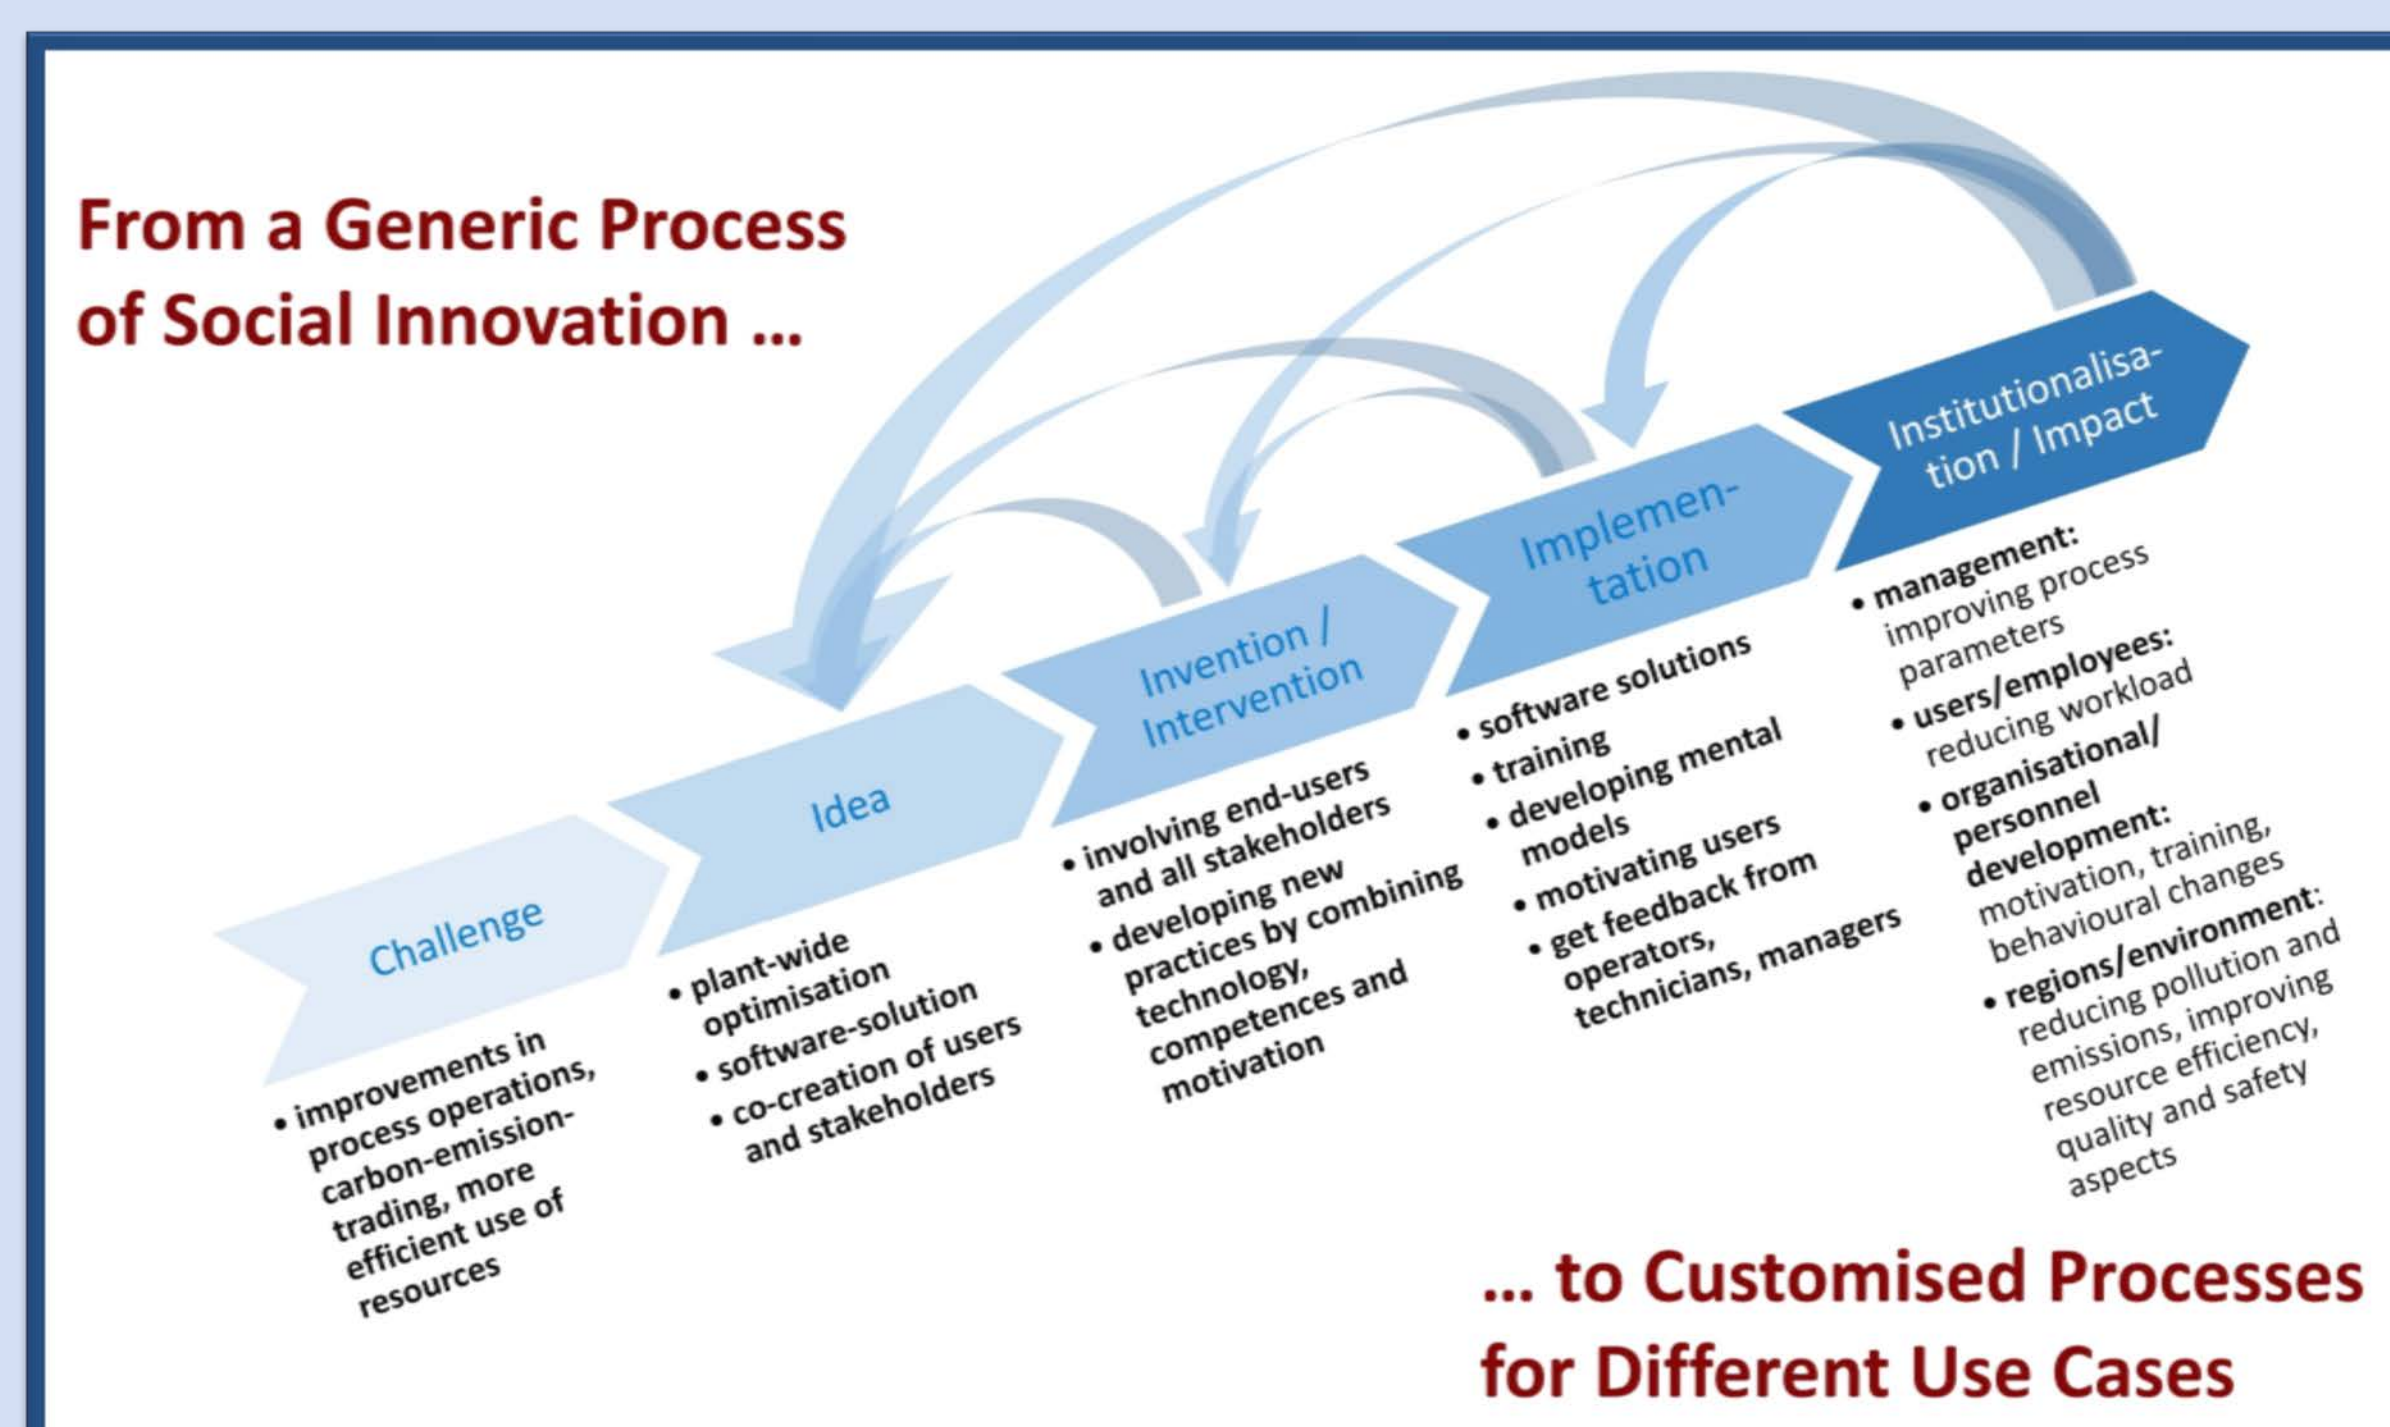 From a Generic Process
of Social Innovation ...
Challenge
• improvements in
process operations,
carbon-emission-
trading, more
efficient use of
resources
Idea
• plant-wide
optimisation
• software-solution
• co-creation of users
and stakeholders
Invention /
Intervention
• involving end-users
and all stakeholders
• developing new
practices by combining
technology,
competences and
motivation
Implemen-
tation
• software solutions
• training
• developing mental
models
• motivating users
• get feedback from
operators,
technicians, managers
Institutionalisa-
tion / Impact
• management:
improving process
parameters
• users/employees:
reducing workload
• organisational/
personnel
development:
motivation, training,
behavioural changes
• regions/environment:
reducing pollution and
emissions, improving
resource efficiency,
quality and safety
aspects
... to Customised Processes
for Different Use Cases